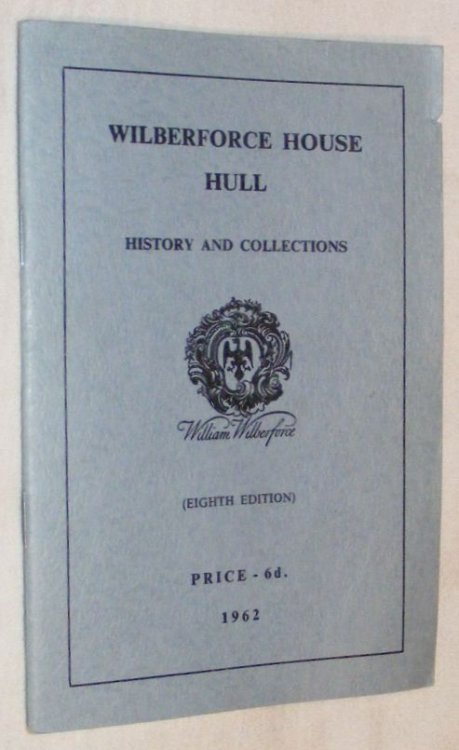 WILBERFORCE HOUSE
HULL
HISTORY AND COLLECTIONS
William Wilberforce
(EIGHTH EDITION)
PRICE - 6d.
1962